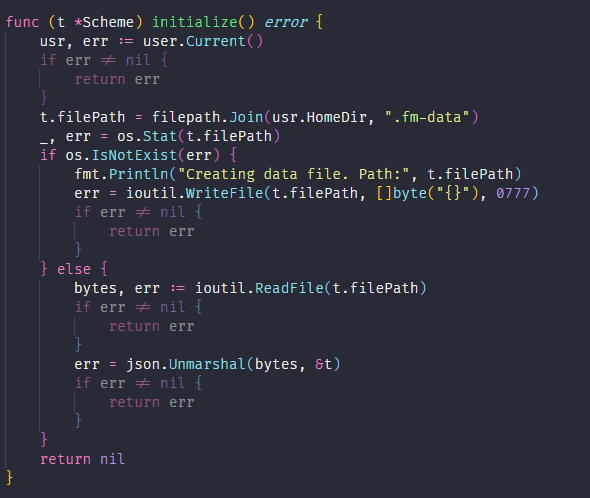 func (t *Scheme) initialize() error {
    usr, err := user.Current()
    if err ≠ nil {
        return err
    }
    t.filePath = filepath.Join(usr.HomeDir, ".fm-data")
    _, err = os.Stat(t.filePath)
    if os.IsNotExist(err) {
        fmt.Println("Creating data file. Path:", t.filePath)
        err = ioutil.WriteFile(t.filePath, []byte("{}"), 0777)
        if err ≠ nil {
            return err
        }
    } else {
        bytes, err := ioutil.ReadFile(t.filePath)
        if err ≠ nil {
            return err
        }
        err = json.Unmarshal(bytes, &t)
        if err ≠ nil {
            return err
        }
    }
    return nil
}